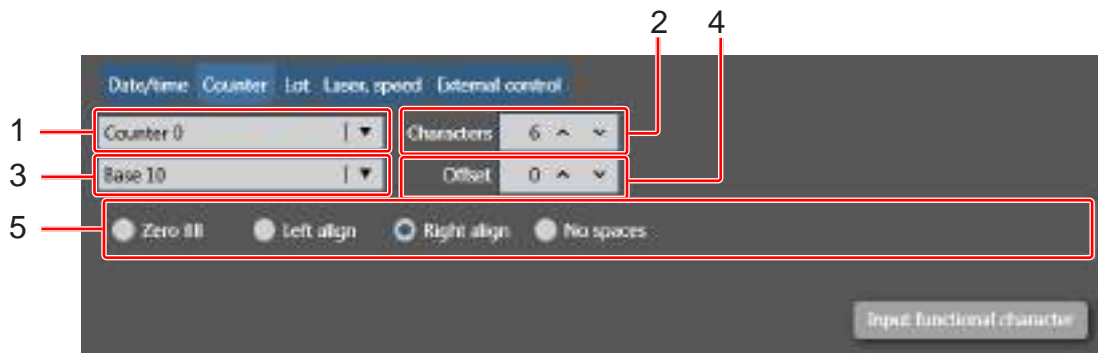 2 4
Date/time Counter Lot Laser, speed External control
1 Counter 0 Characters 6
3 Base 10 Offset 0
5 Zero fill Left align Right align No spaces
Input functional character